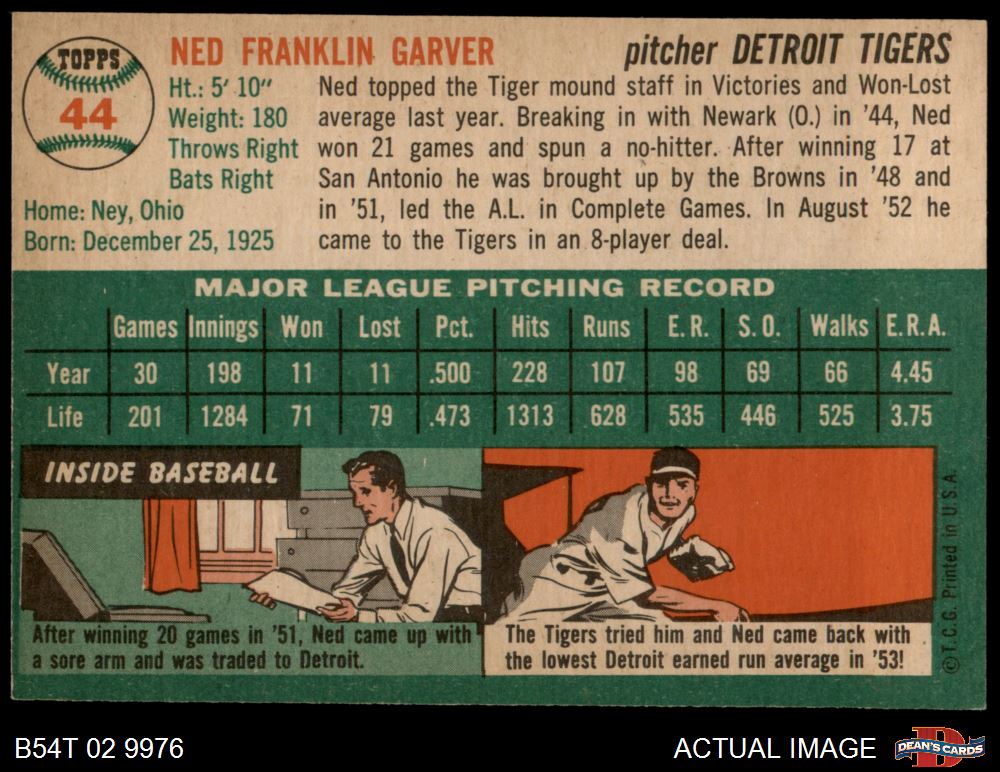 TOPPS
44
NED FRANKLIN GARVER
pitcher DETROIT TIGERS
Ht.: 5' 10"
Weight: 180
Throws Right
Bats Right
Home: Ney, Ohio
Born: December 25, 1925
Ned topped the Tiger mound staff in Victories and Won-Lost
average last year. Breaking in with Newark (O.) in '44, Ned
won 21 games and spun a no-hitter. After winning 17 at
San Antonio he was brought up by the Browns in '48 and
in '51, led the A.L. in Complete Games. In August '52 he
came to the Tigers in an 8-player deal.
MAJOR LEAGUE PITCHING RECORD
Games Innings Won Lost Pct. Hits Runs E.R. S.O. Walks E.R.A.
Year 30 198 11 11 .500 228 107 98 69 66 4.45
Life 201 1284 71 79 .473 1313 628 535 446 525 3.75
INSIDE BASEBALL
After winning 20 games in '51, Ned came up with
a sore arm and was traded to Detroit.
The Tigers tried him and Ned came back with
the lowest Detroit earned run average in '53!
© T.C.G. Printed in U.S.A.
B54T 02 9976
ACTUAL IMAGE
D
DEAN'S CARDS